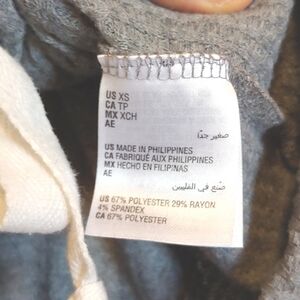 US XS
CA TP
MX XCH
AE
صغير جدًا
US MADE IN PHILIPPINES
CA FABRIQUÉ AUX PHILIPPINES
MX HECHO EN FILIPINAS
AE
صنع في الفلبين
US 67% POLYESTER 29% RAYON
4% SPANDEX
CA 67% POLYESTER